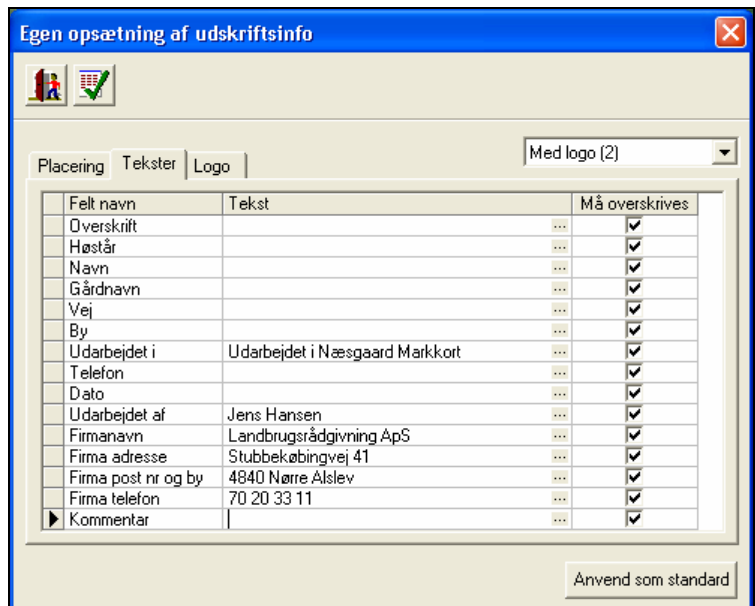 Egen opsætning af udskriftsinfo
Med logo (2)
Placering Tekster Logo
Felt navn Tekst Må overskrives
Overskrift ...
Høstår ...
Navn ...
Gårdnavn ...
Vej ...
By ...
Udarbejdet i Udarbejdet i Næsgaard Markkort ...
Telefon ...
Dato ...
Udarbejdet af Jens Hansen ...
Firmanavn Landbrugsrådgivning ApS ...
Firma adresse Stubbekøbingvej 41 ...
Firma post nr og by 4840 Nørre Alslev ...
Firma telefon 70 20 33 11 ...
Kommentar ...
Anvend som standard